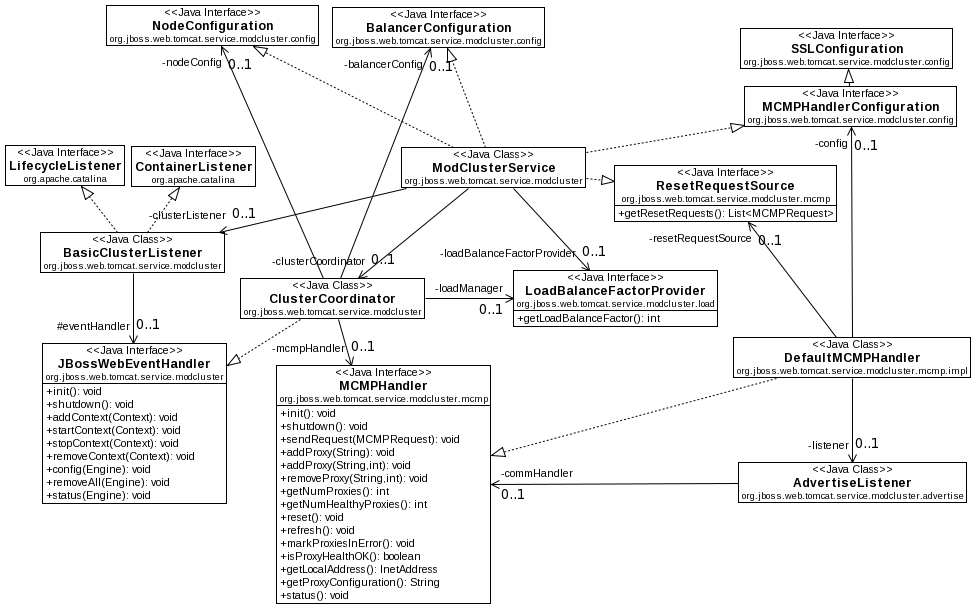 <<Java Interface>>
NodeConfiguration
org.jboss.web.tomcat.service.modcluster.config
<<Java Interface>>
BalancerConfiguration
org.jboss.web.tomcat.service.modcluster.config
<<Java Interface>>
SSLConfiguration
org.jboss.web.tomcat.service.modcluster.config
-nodeConfig
0..1
-balancerConfig
0..1
<<Java Interface>>
MCMPHandlerConfiguration
org.jboss.web.tomcat.service.modcluster.config
-config
0..1
<<Java Interface>>
LifecycleListener
org.apache.catalina
<<Java Interface>>
ContainerListener
org.apache.catalina
<<Java Class>>
ModClusterService
org.jboss.web.tomcat.service.modcluster
<<Java Interface>>
ResetRequestSource
org.jboss.web.tomcat.service.modcluster.mcmp
+getResetRequests(): List<MCMPRequest>
-clusterListener
0..1
-resetRequestSource
0..1
<<Java Class>>
BasicClusterListener
org.jboss.web.tomcat.service.modcluster
-clusterCoordinator
0..1
-loadBalanceFactorProvider
0..1
<<Java Class>>
ClusterCoordinator
org.jboss.web.tomcat.service.modcluster
-loadManager
0..1
<<Java Interface>>
LoadBalanceFactorProvider
org.jboss.web.tomcat.service.modcluster.load
+getLoadBalanceFactor(): int
#eventHandler
0..1
-mcmpHandler
0..1
<<Java Interface>>
JBossWebEventHandler
org.jboss.web.tomcat.service.modcluster
+init(): void
+shutdown(): void
+addContext(Context): void
+startContext(Context): void
+stopContext(Context): void
+removeContext(Context): void
+config(Engine): void
+removeAll(Engine): void
+status(Engine): void
<<Java Interface>>
MCMPHandler
org.jboss.web.tomcat.service.modcluster.mcmp
+init(): void
+shutdown(): void
+sendRequest(MCMPRequest): void
+addProxy(String): void
+addProxy(String,int): void
+removeProxy(String,int): void
+getNumProxies(): int
+getNumHealthyProxies(): int
+reset(): void
+refresh(): void
+markProxiesInError(): void
+isProxyHealthOK(): boolean
+getLocalAddress(): InetAddress
+getProxyConfiguration(): String
+status(): void
<<Java Class>>
DefaultMCMPHandler
org.jboss.web.tomcat.service.modcluster.mcmp.impl
-listener
0..1
-commHandler
0..1
<<Java Class>>
AdvertiseListener
org.jboss.web.tomcat.service.modcluster.advertise